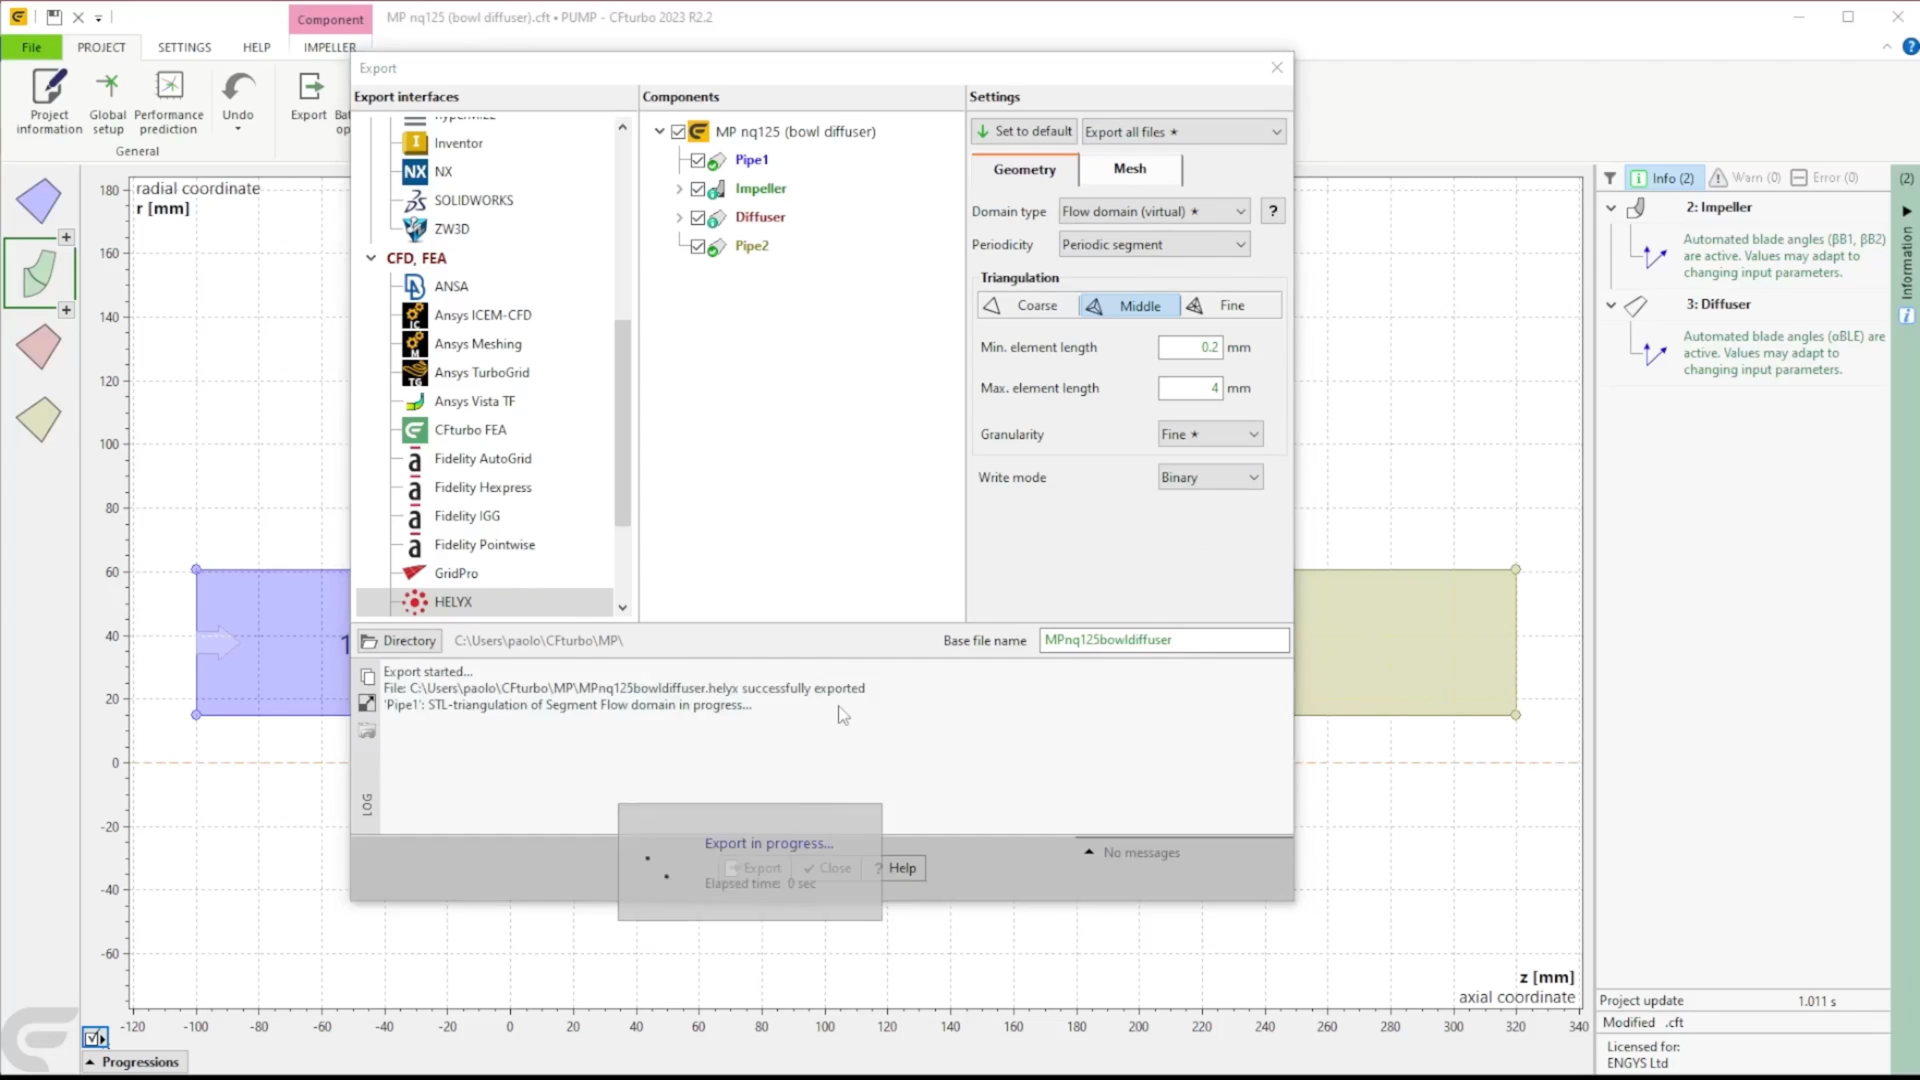 Component
MP nq125 (bowl diffuser).cft • PUMP - CFturbo 2023 R2.2
File
PROJECT
SETTINGS
HELP
IMPELLER
Project information
Global setup
Performance prediction
Undo
Export
General
Export
Export interfaces
Components
Settings
Inventor
NX
SOLIDWORKS
ZW3D
CFD, FEA
ANSA
Ansys ICEM-CFD
Ansys Meshing
Ansys TurboGrid
Ansys Vista TF
CFturbo FEA
Fidelity AutoGrid
Fidelity Hexpress
Fidelity IGG
Fidelity Pointwise
GridPro
HELYX
MP nq125 (bowl diffuser)
Pipe1
Impeller
Diffuser
Pipe2
Set to default
Export all files *
Geometry
Mesh
Domain type
Flow domain (virtual) *
?
Periodicity
Periodic segment
Triangulation
Coarse
Middle
Fine
Min. element length
0.2 mm
Max. element length
4 mm
Granularity
Fine *
Write mode
Binary
Directory
C:\Users\paolo\CFturbo\MP\
Base file name
MPnq125bowldiffuser
Export started...
File: C:\Users\paolo\CFturbo\MP\MPnq125bowldiffuser.helyx successfully exported
'Pipe1': STL-triangulation of Segment Flow domain in progress...
LOG
Export in progress...
Export
Close
? Help
Elapsed time: 0 sec
No messages
radial coordinate
r [mm]
180
160
140
120
100
80
60
40
20
0
-20
-40
-60
1
z [mm]
axial coordinate
-120 -100 -80 -60 -40 -20 0 20 40 60 80 100 120 140 160 180 200 220 240 260 280 300 320 340
Progressions
Info (2)
Warn (0)
Error (0)
2: Impeller
Automated blade angles (βB1, βB2)
are active. Values may adapt to
changing input parameters.
3: Diffuser
Automated blade angles (αBLE) are
active. Values may adapt to
changing input parameters.
(2)
Information
Project update
1.011 s
Modified .cft
Licensed for:
ENGYS Ltd